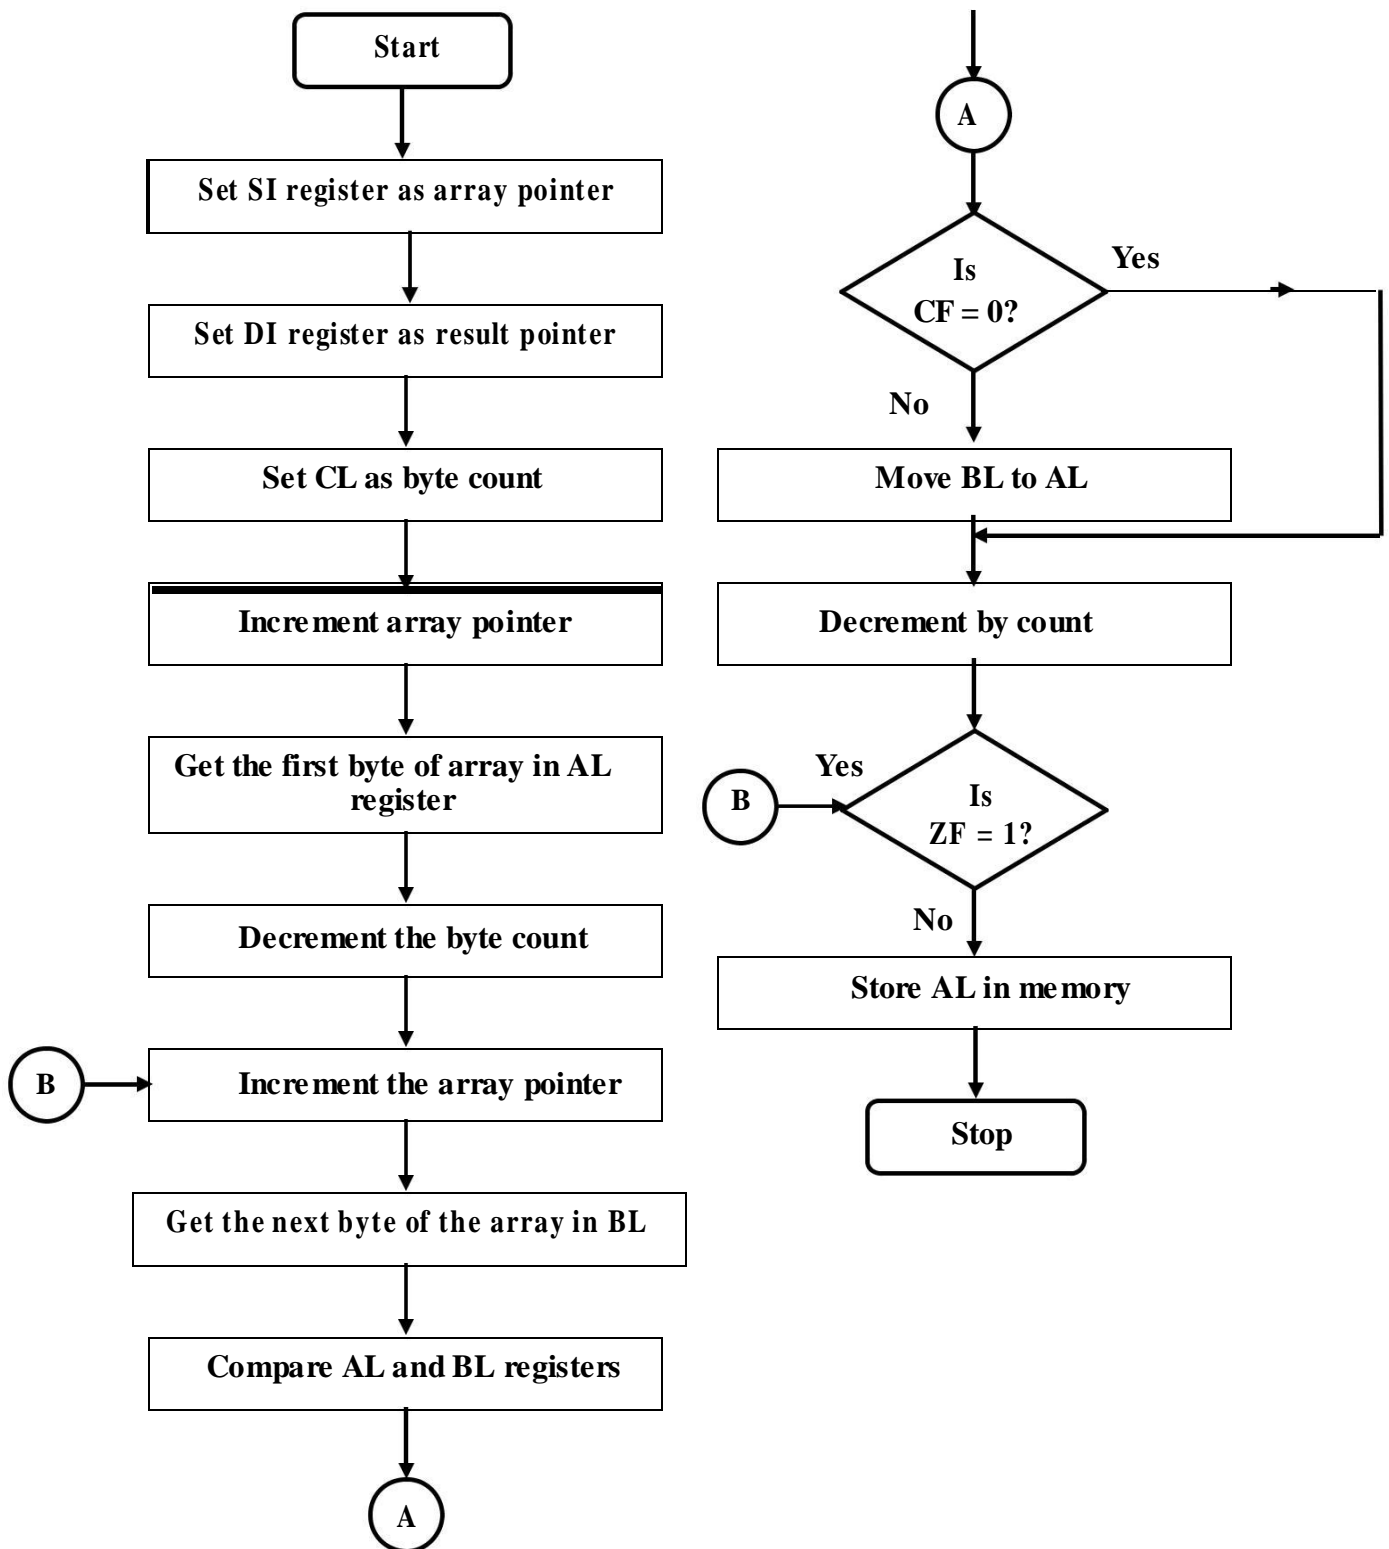 Start
Set SI register as array pointer
Set DI register as result pointer
Set CL as byte count
Increment array pointer
Get the first byte of array in AL
register
Decrement the byte count
B
Increment the array pointer
Get the next byte of the array in BL
Compare AL and BL registers
A
A
Is
CF = 0?
Yes
No
Move BL to AL
Decrement by count
B
Yes
Is
ZF = 1?
No
Store AL in memory
Stop